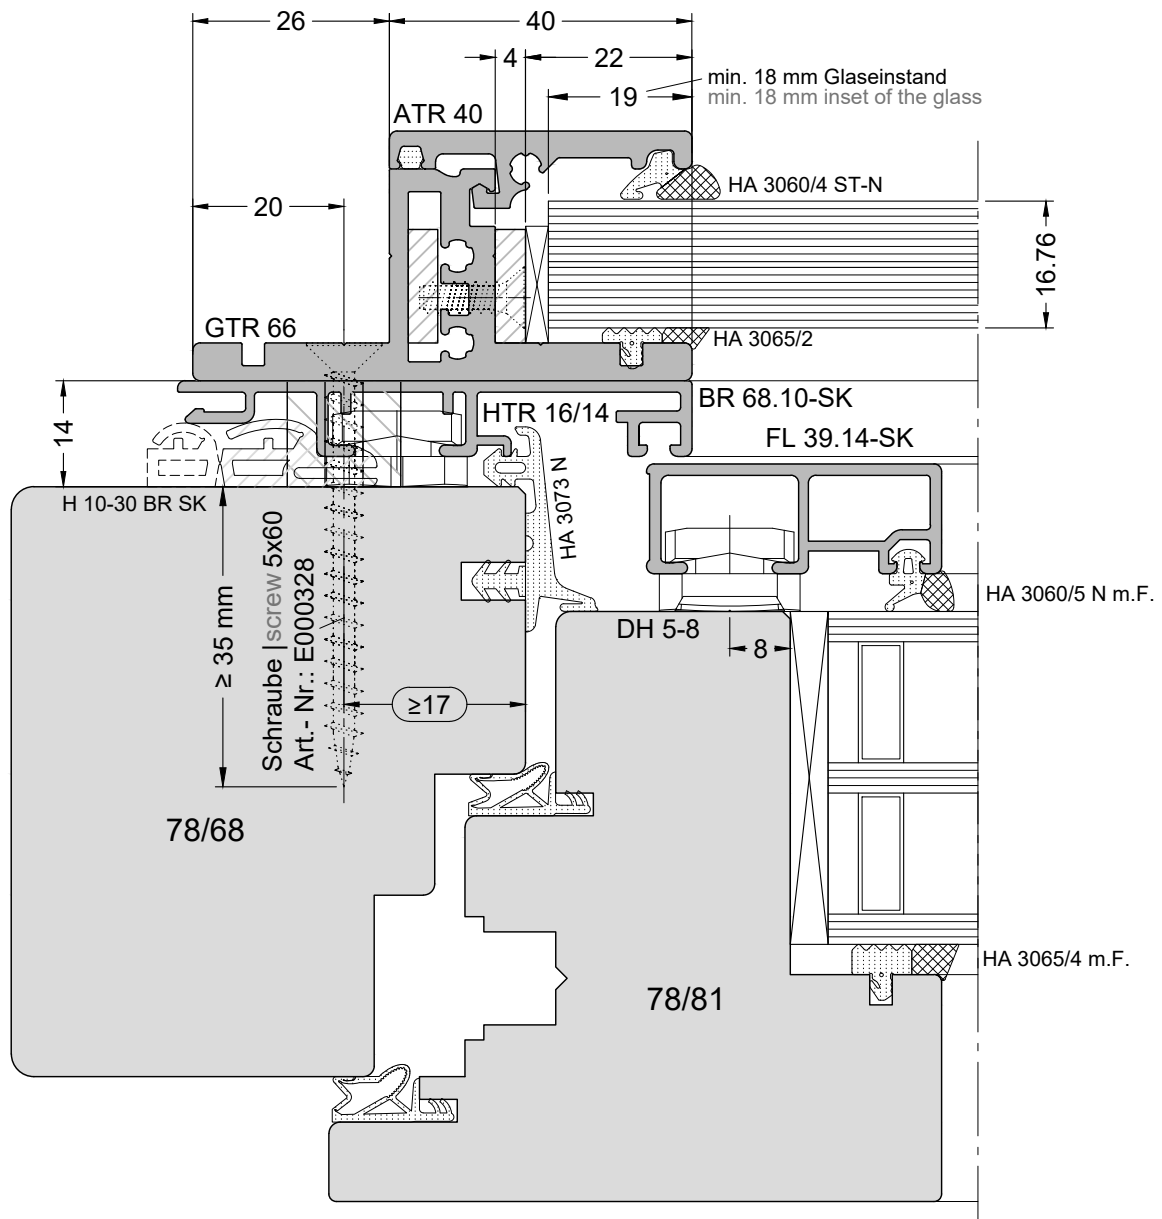 26
40
4
22
min. 18 mm Glaseinstand
19
min. 18 mm inset of the glass
ATR 40
HA 3060/4 ST-N
20
16.76
GTR 66
HA 3065/2
BR 68.10-SK
14
HTR 16/14
FL 39.14-SK
H 10-30 BR SK
HA 3073 N
Schraube | screw 5x60
Art.- Nr.: E000328
≥ 35 mm
HA 3060/5 N m.F.
DH 5-8
8
≥17
78/68
HA 3065/4 m.F.
78/81